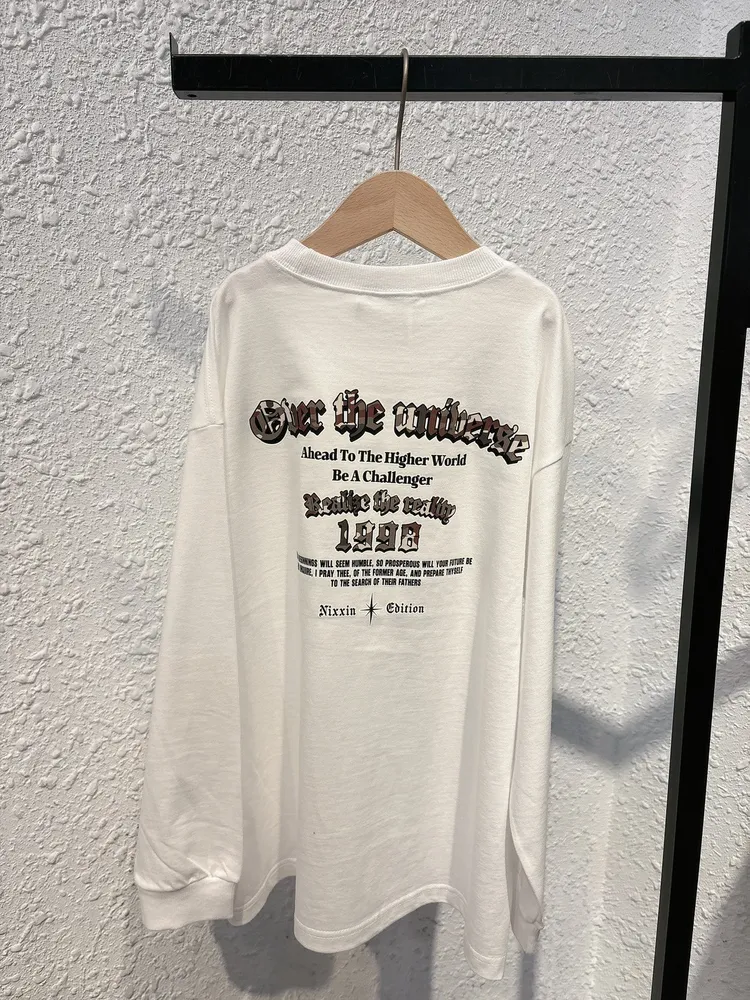 Over the universe
Ahead To The Higher World
Be A Challenger
Realize the reality
1998
WILL SEEM HUMBLE, SO PROSPEROUS WILL YOUR FUTURE BE
I PRAY THEE, OF THE FORMER AGE, AND PREPARE THYSELF
TO THE SEARCH OF THEIR FATHERS
Nixxin Edition